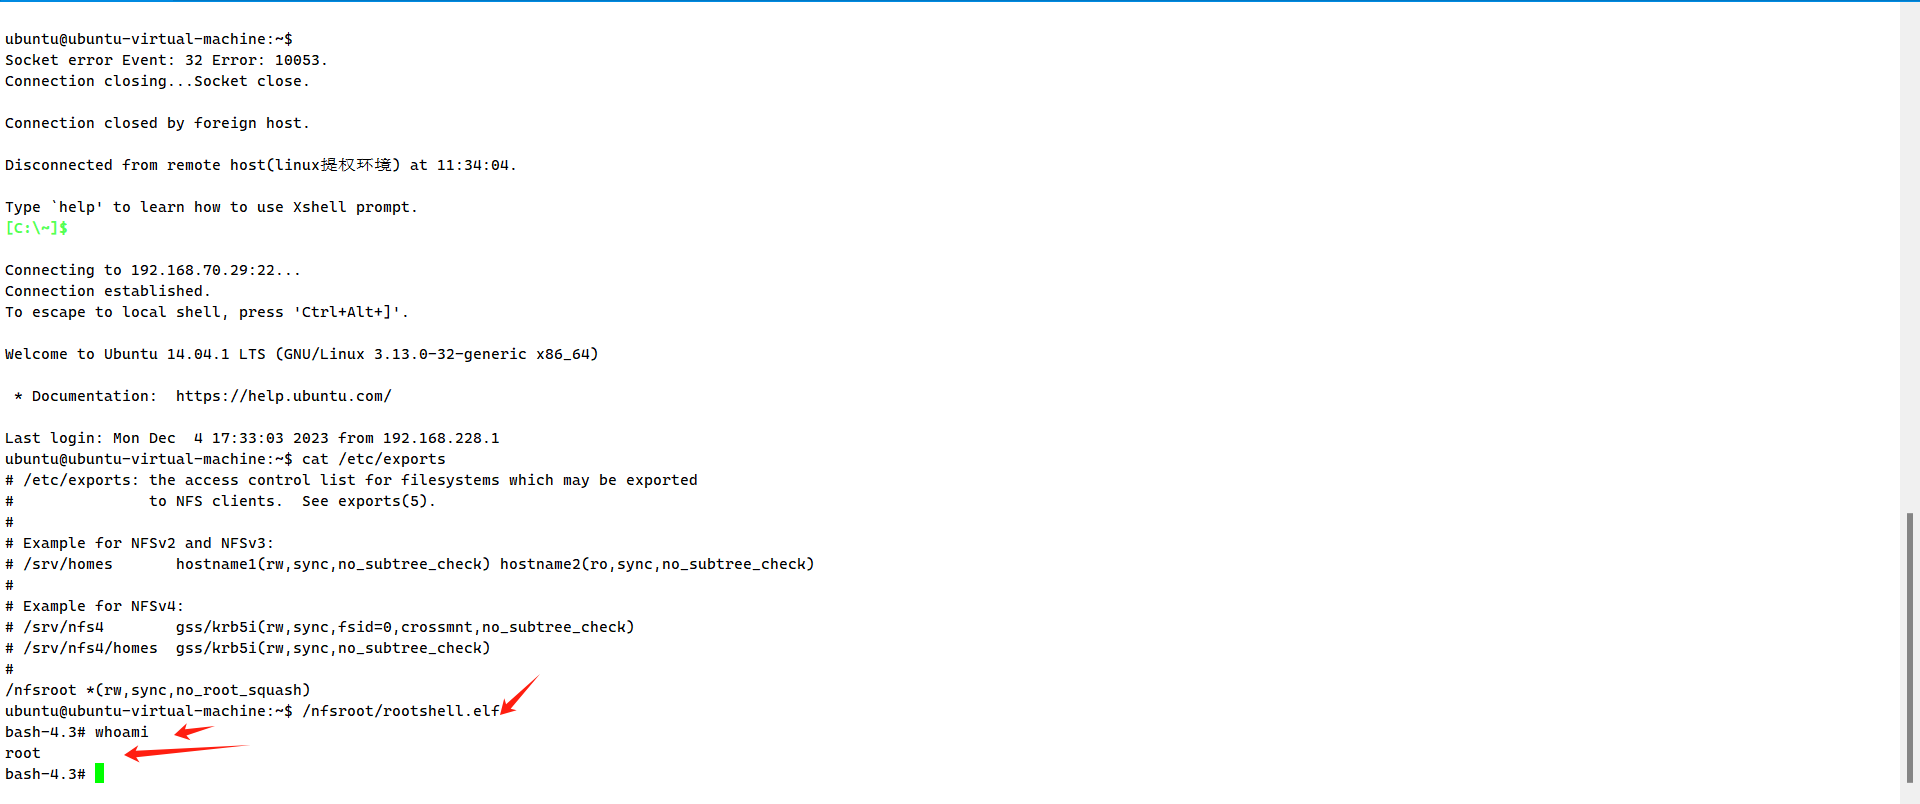 ubuntu@ubuntu-virtual-machine:~$
Socket error Event: 32 Error: 10053.
Connection closing...Socket close.
Connection closed by foreign host.
Disconnected from remote host(linux提权环境) at 11:34:04.
Type `help' to learn how to use Xshell prompt.
[C:\~]$
Connecting to 192.168.70.29:22...
Connection established.
To escape to local shell, press 'Ctrl+Alt+]'.
Welcome to Ubuntu 14.04.1 LTS (GNU/Linux 3.13.0-32-generic x86_64)
 * Documentation:  https://help.ubuntu.com/
Last login: Mon Dec  4 17:33:03 2023 from 192.168.228.1
ubuntu@ubuntu-virtual-machine:~$ cat /etc/exports
# /etc/exports: the access control list for filesystems which may be exported
#               to NFS clients.  See exports(5).
#
# Example for NFSv2 and NFSv3:
# /srv/homes       hostname1(rw,sync,no_subtree_check) hostname2(ro,sync,no_subtree_check)
#
# Example for NFSv4:
# /srv/nfs4        gss/krb5i(rw,sync,fsid=0,crossmnt,no_subtree_check)
# /srv/nfs4/homes  gss/krb5i(rw,sync,no_subtree_check)
#
/nfsroot *(rw,sync,no_root_squash)
ubuntu@ubuntu-virtual-machine:~$ /nfsroot/rootshell.elf
bash-4.3# whoami
root
bash-4.3#